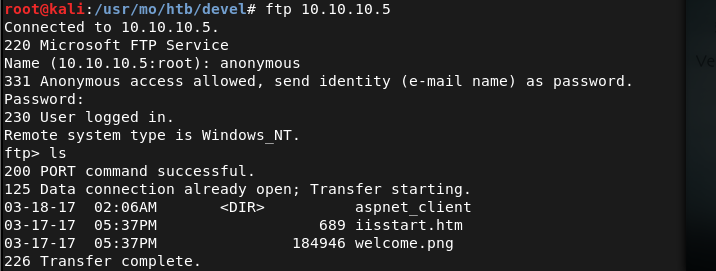 root@kali:/usr/mo/htb/devel# ftp 10.10.10.5
Connected to 10.10.10.5.
220 Microsoft FTP Service
Name (10.10.10.5:root): anonymous
331 Anonymous access allowed, send identity (e-mail name) as password.
Password:
230 User logged in.
Remote system type is Windows_NT.
ftp> ls
200 PORT command successful.
125 Data connection already open; Transfer starting.
03-18-17  02:06AM       <DIR>          aspnet_client
03-17-17  05:37PM                  689 iisstart.htm
03-17-17  05:37PM               184946 welcome.png
226 Transfer complete.